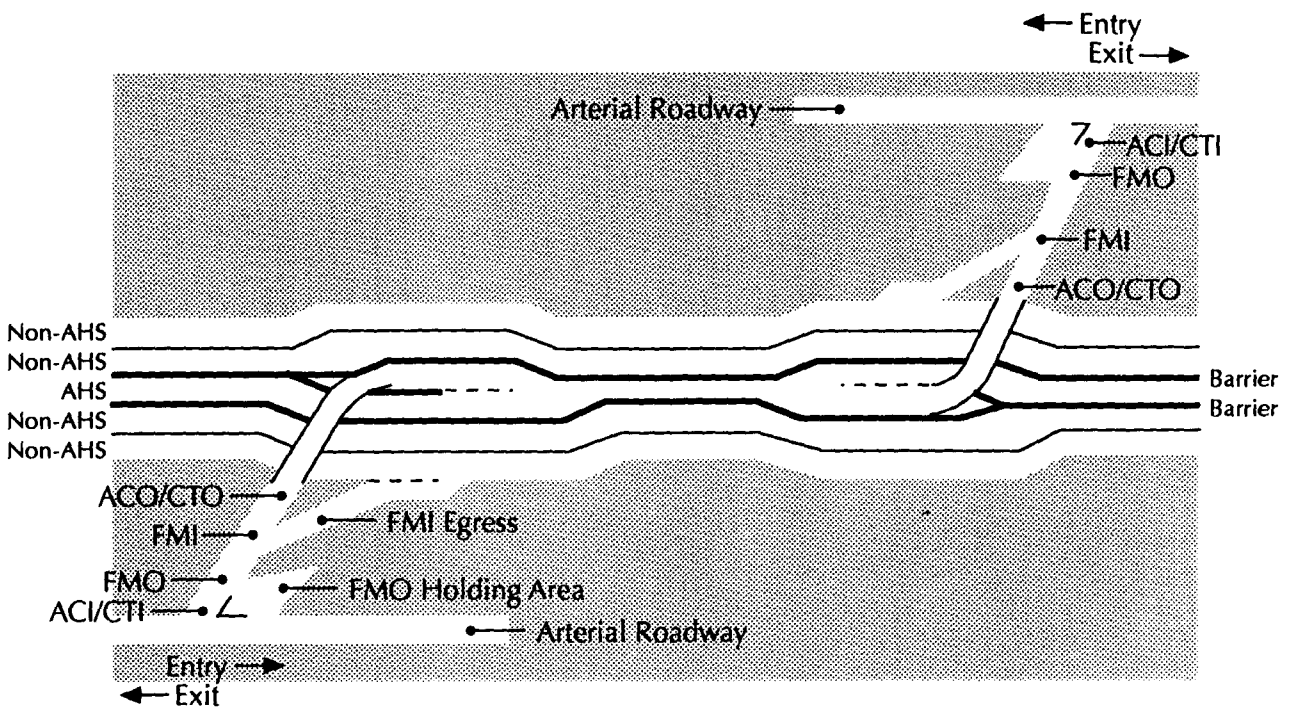 Entry
Exit
Arterial Roadway
ACI/CTI
FMO
FMI
ACO/CTO
Non-AHS
Non-AHS
AHS
Non-AHS
Non-AHS
Barrier
Barrier
ACO/CTO
FMI
FMI Egress
FMO
FMO Holding Area
ACI/CTI
Arterial Roadway
Entry
Exit